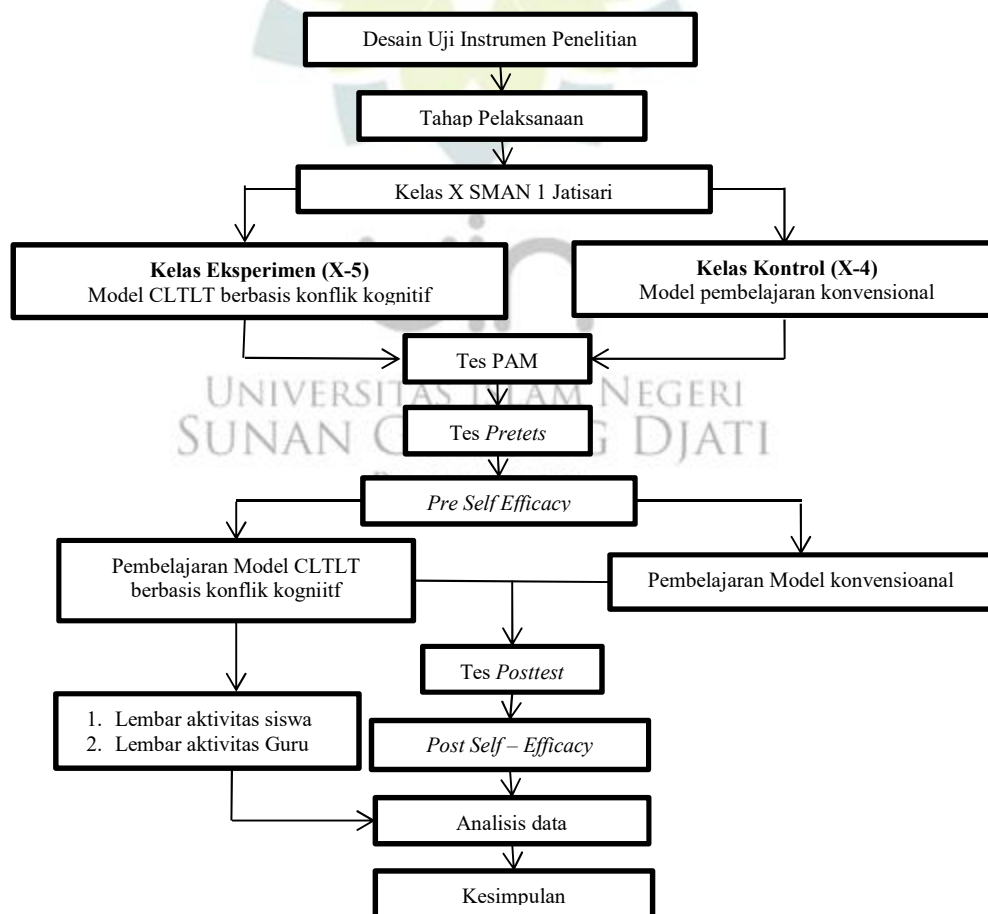 Desain Uji Instrumen Penelitian
Tahap Pelaksanaan
Kelas X SMAN 1 Jatisari
Kelas Eksperimen (X-5)
Model CLTLT berbasis konflik kognitif
Kelas Kontrol (X-4)
Model pembelajaran konvensional
Tes PAM
UNIVERSITAS ISLAM NEGERI
Tes Pretets
SUNAN G G DJATI
Pre Self Efficacy
Pembelajaran Model CLTLT
berbasis konflik kogniitf
Pembelajaran Model konvensioanal
Tes Posttest
1. Lembar aktivitas siswa
2. Lembar aktivitas Guru
Post Self – Efficacy
Analisis data
Kesimpulan